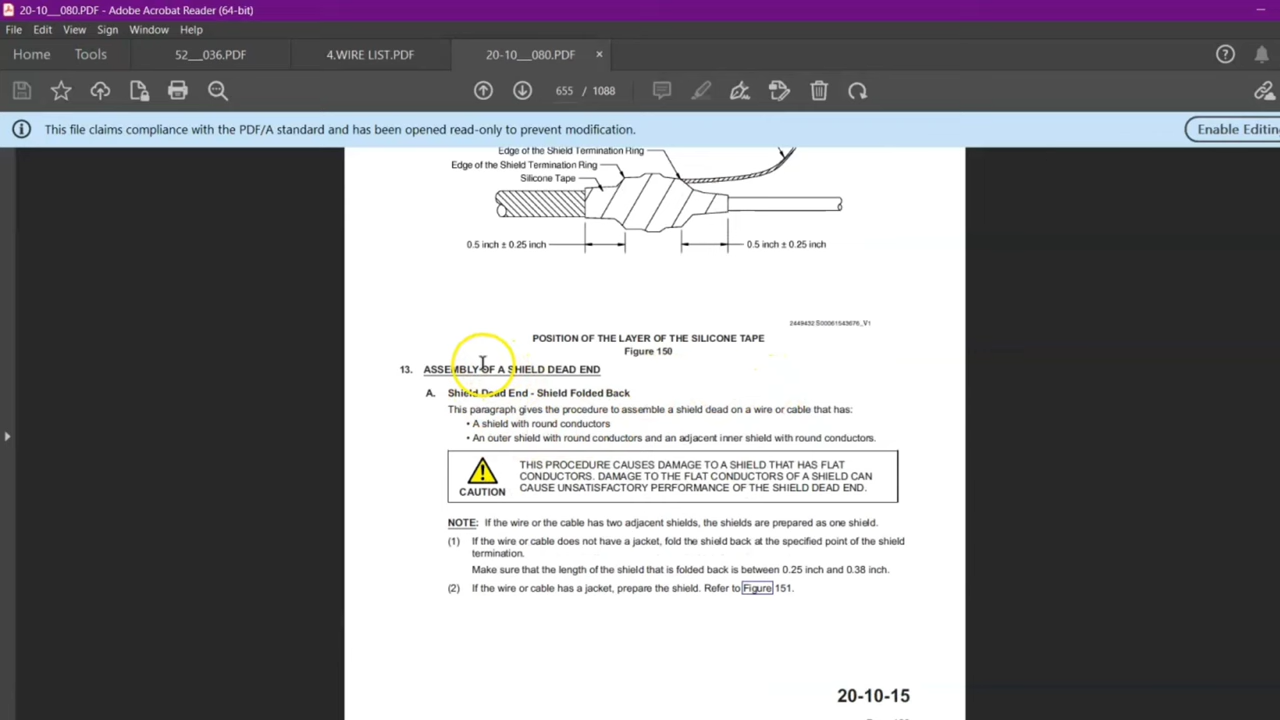 20-10___080.PDF - Adobe Acrobat Reader (64-bit)
File Edit View Sign Window Help
Home Tools 52___036.PDF 4.WIRE LIST.PDF 20-10___080.PDF ×
655 / 1088
This file claims compliance with the PDF/A standard and has been opened read-only to prevent modification.
Enable Editin
Edge of the Shield Termination Ring
Edge of the Shield Termination Ring
Silicone Tape
0.5 inch ± 0.25 inch
0.5 inch ± 0.25 inch
POSITION OF THE LAYER OF THE SILICONE TAPE
Figure 150
13. ASSEMBLY OF A SHIELD DEAD END
A. Shield Dead End - Shield Folded Back
This paragraph gives the procedure to assemble a shield dead on a wire or cable that has:
• A shield with round conductors
• An outer shield with round conductors and an adjacent inner shield with round conductors.
CAUTION
THIS PROCEDURE CAUSES DAMAGE TO A SHIELD THAT HAS FLAT
CONDUCTORS. DAMAGE TO THE FLAT CONDUCTORS OF A SHIELD CAN
CAUSE UNSATISFACTORY PERFORMANCE OF THE SHIELD DEAD END.
NOTE: If the wire or the cable has two adjacent shields, the shields are prepared as one shield.
(1) If the wire or cable does not have a jacket, fold the shield back at the specified point of the shield
termination.
Make sure that the length of the shield that is folded back is between 0.25 inch and 0.38 inch.
(2) If the wire or cable has a jacket, prepare the shield. Refer to Figure 151.
20-10-15